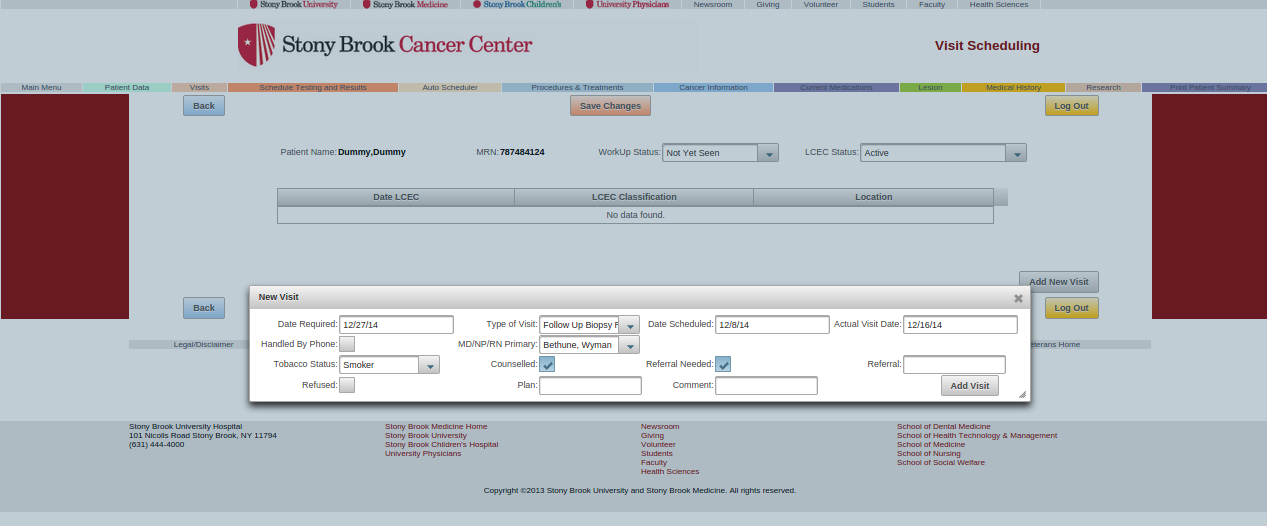 Stony Brook University Stony Brook Medicine Stony Brook Children's University Physicians Newsroom Giving Volunteer Students Faculty Health Sciences
Stony Brook Cancer Center
Visit Scheduling
Main Menu Patient Data Visits Schedule Testing and Results Auto Scheduler Procedures & Treatments Cancer Information Current Medications Lesion Medical History Research Print Patient Summary
Back Save Changes Log Out
Patient Name: Dummy,Dummy MRN: 787484124 WorkUp Status: Not Yet Seen LCEC Status: Active
Date LCEC LCEC Classification Location
No data found.
Add New Visit
Back Log Out
New Visit
Date Required: 12/27/14 Type of Visit: Follow Up Biopsy Date Scheduled: 12/8/14 Actual Visit Date: 12/16/14
Handled By Phone: MD/NP/RN Primary: Bethune, Wyman
Legal/Disclaimer Home
Tobacco Status: Smoker Counselled: Referral Needed: Referral:
Refused: Plan: Comment: Add Visit
Stony Brook University Hospital Stony Brook Medicine Home Newsroom School of Dental Medicine
101 Nicolls Road Stony Brook, NY 11794 Stony Brook University Giving School of Health Technology & Management
(631) 444-4000 Stony Brook Children's Hospital Volunteer School of Medicine
University Physicians Students School of Nursing
Faculty School of Social Welfare
Health Sciences
Copyright ©2013 Stony Brook University and Stony Brook Medicine. All rights reserved.